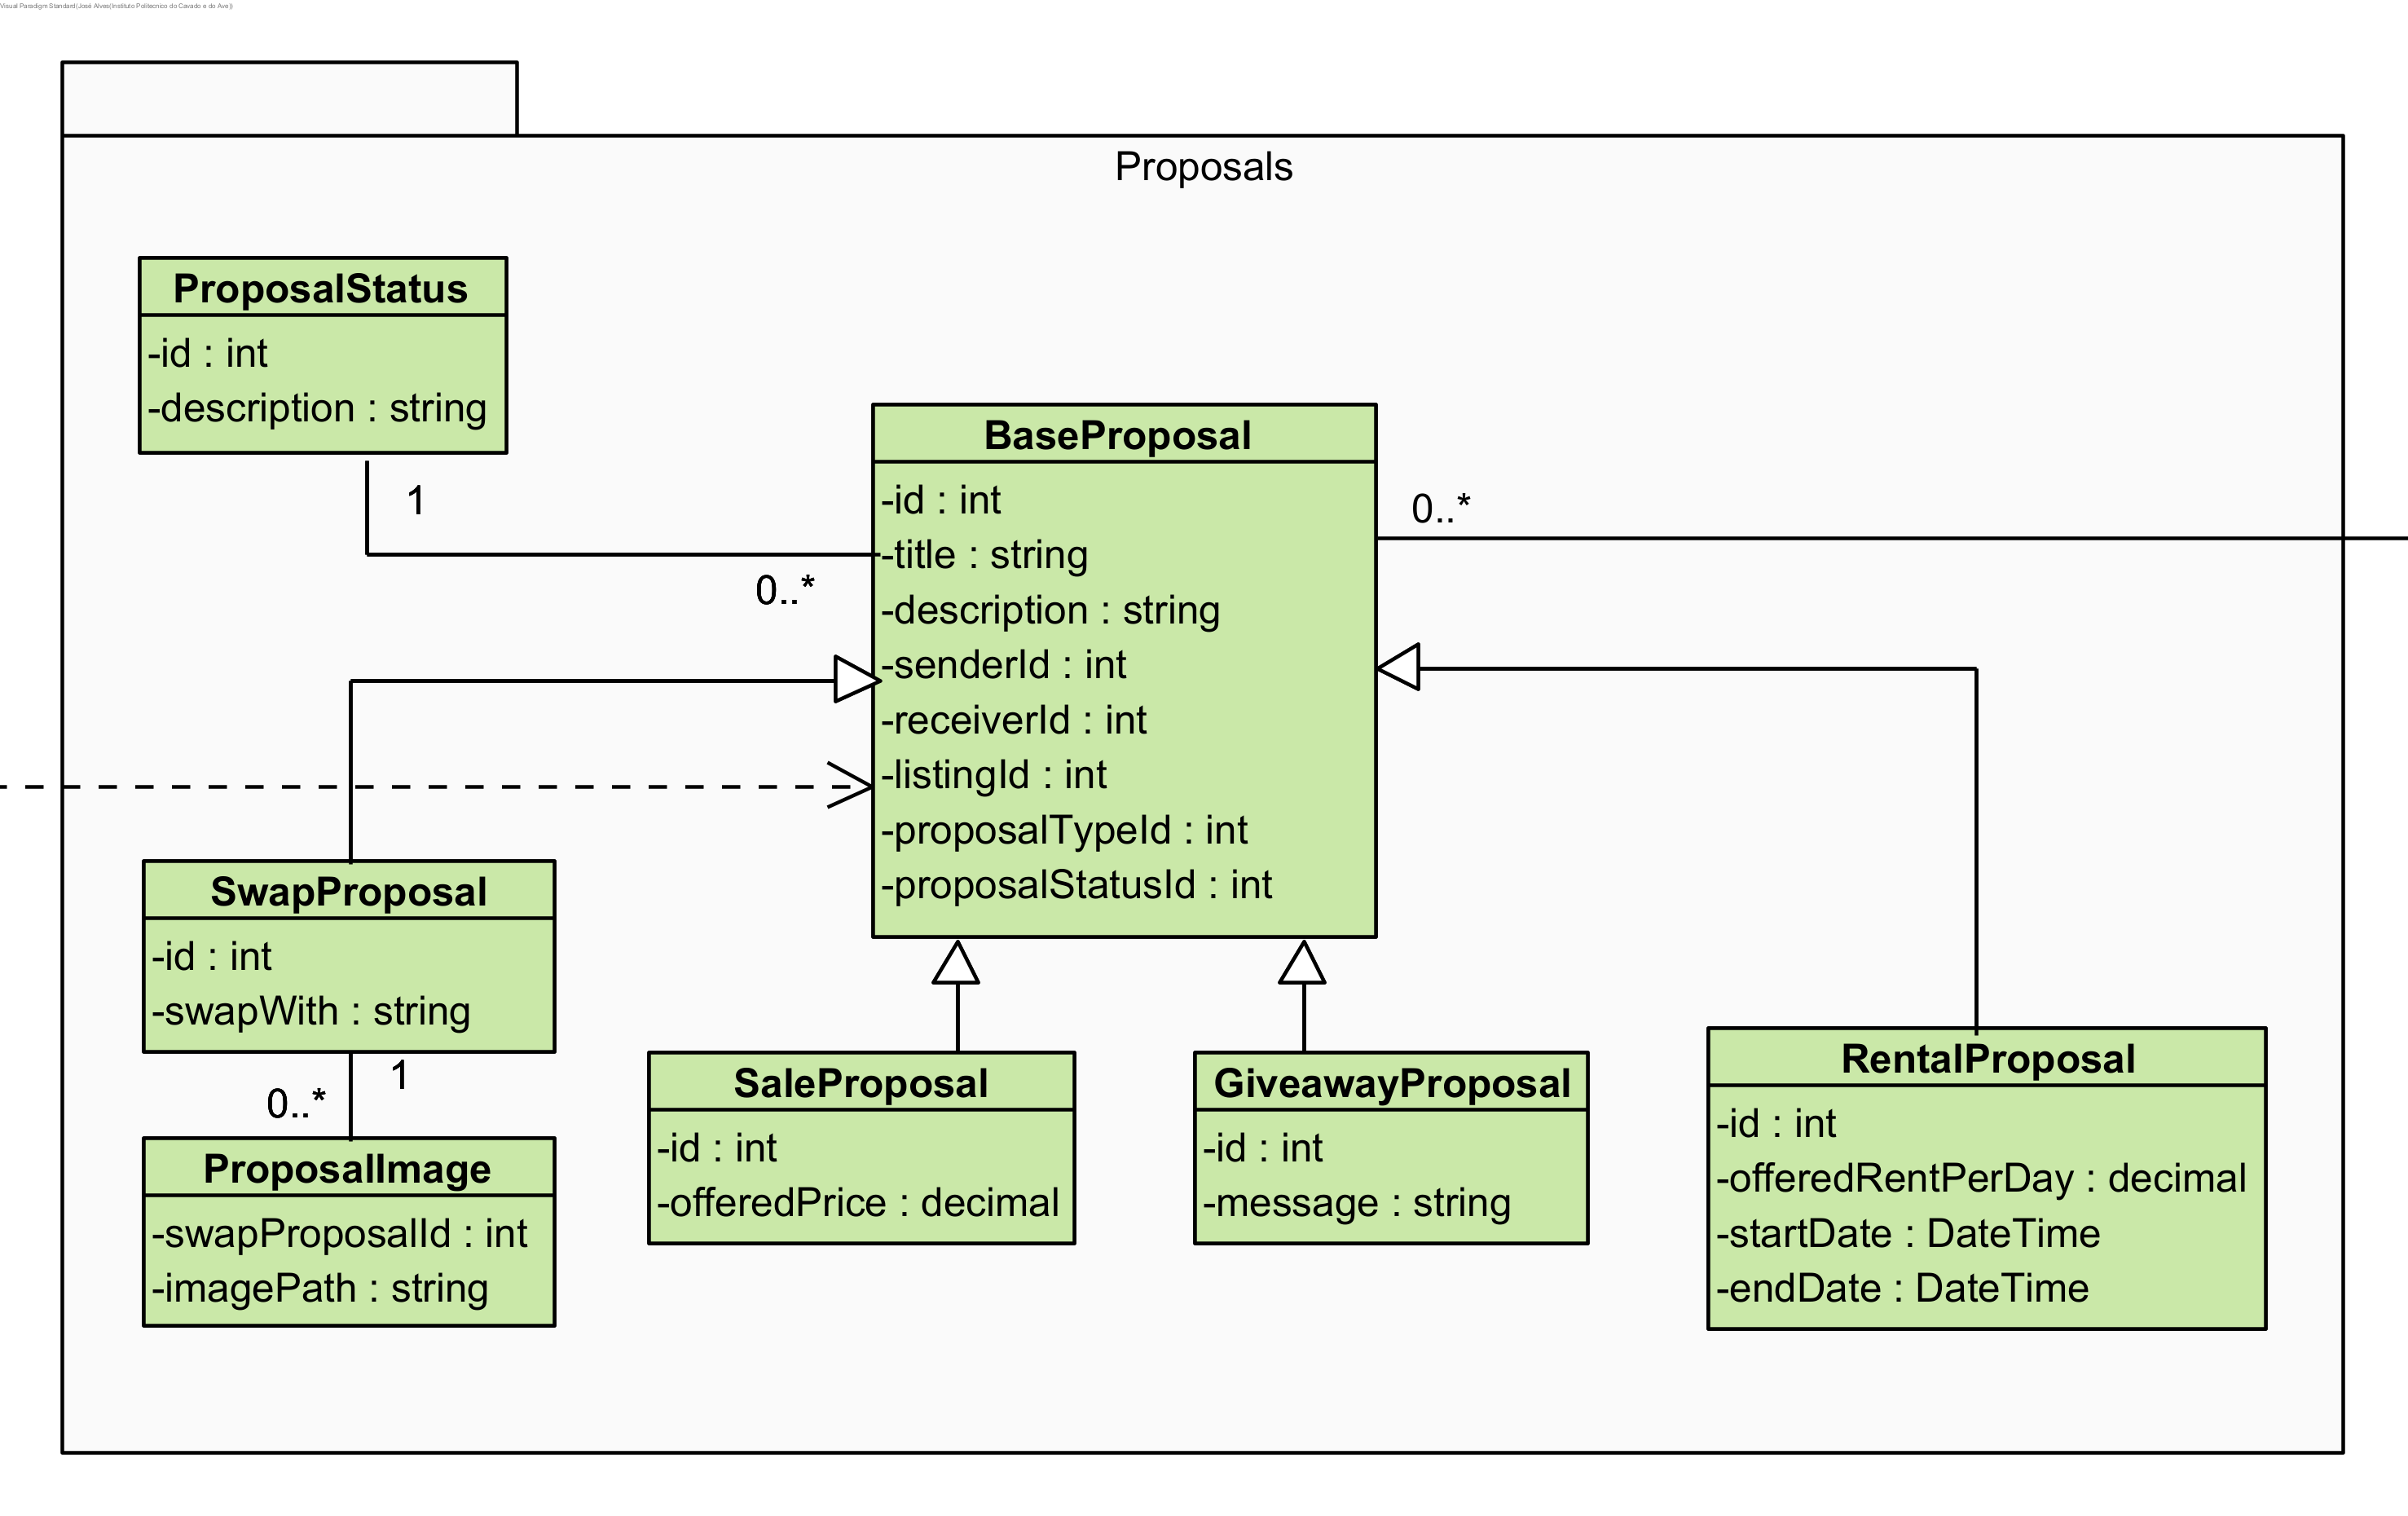 Visual Paradigm Standard(José Alves(Instituto Politecnico do Cavado e do Ave))
Proposals
ProposalStatus
-id : int
-description : string
1
0..*
BaseProposal
-id : int
-title : string
-description : string
-senderId : int
-receiverId : int
-listingId : int
-proposalTypeId : int
-proposalStatusId : int
0..*
SwapProposal
-id : int
-swapWith : string
1
0..*
ProposalImage
-swapProposalId : int
-imagePath : string
SaleProposal
-id : int
-offeredPrice : decimal
GiveawayProposal
-id : int
-message : string
RentalProposal
-id : int
-offeredRentPerDay : decimal
-startDate : DateTime
-endDate : DateTime